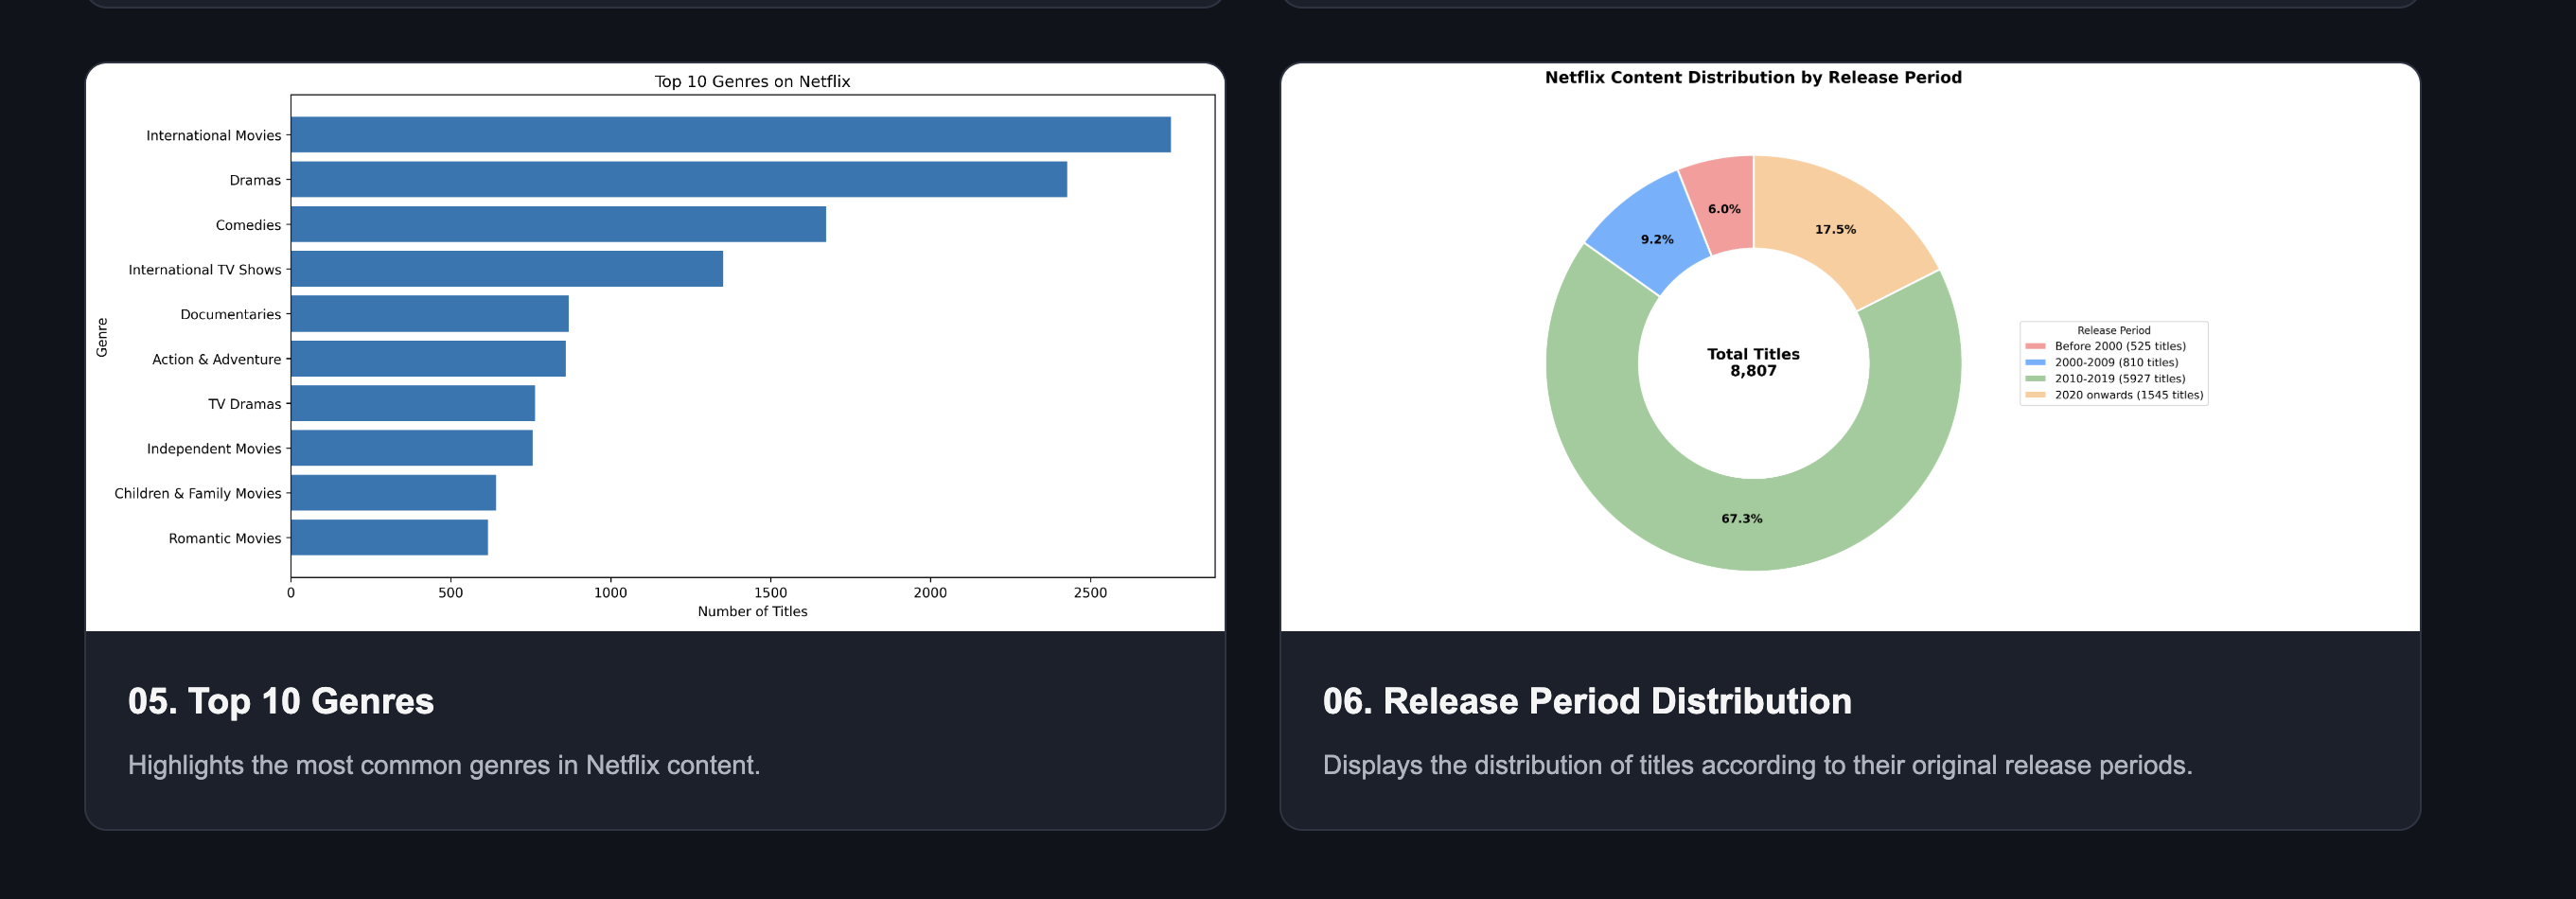 Top 10 Genres on Netflix
Genre
International Movies
Dramas
Comedies
International TV Shows
Documentaries
Action & Adventure
TV Dramas
Independent Movies
Children & Family Movies
Romantic Movies
0 500 1000 1500 2000 2500
Number of Titles
05. Top 10 Genres
Highlights the most common genres in Netflix content.
Netflix Content Distribution by Release Period
6.0%
17.5%
9.2%
67.3%
Total Titles
8,807
Release Period
Before 2000 (525 titles)
2000-2009 (810 titles)
2010-2019 (5927 titles)
2020 onwards (1545 titles)
06. Release Period Distribution
Displays the distribution of titles according to their original release periods.